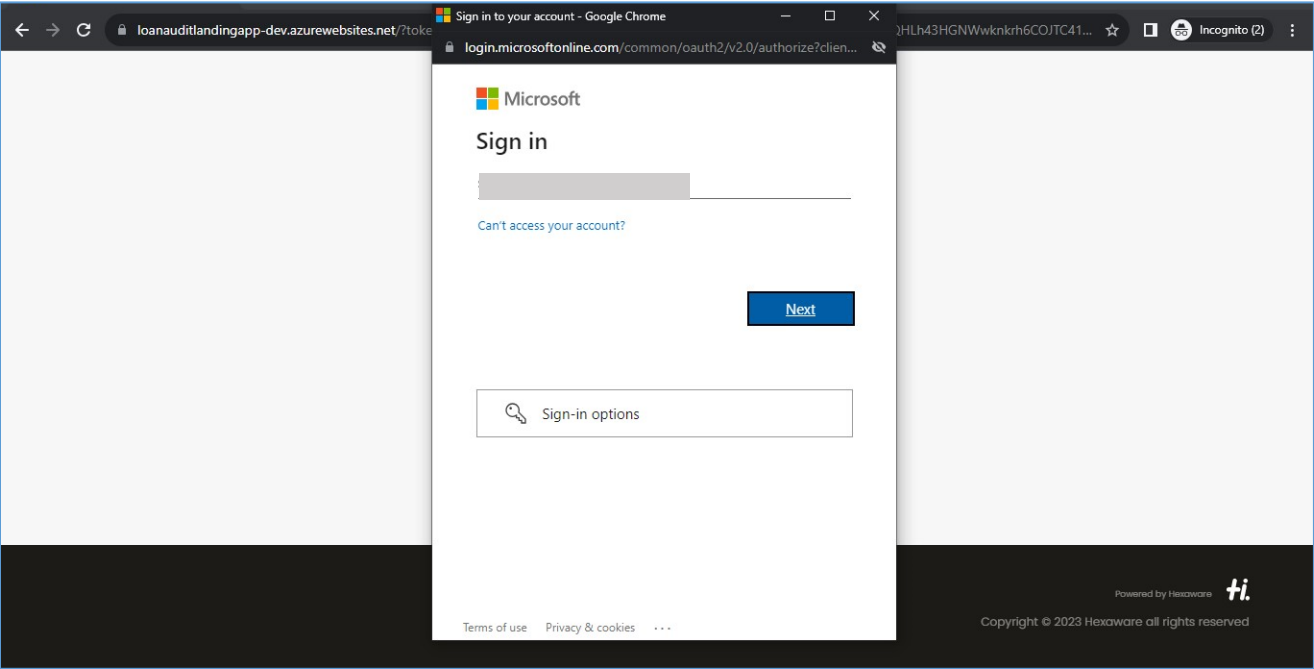 Sign in to your account - Google Chrome
loanauditlandingapp-dev.azurewebsites.net/?toke
QHLh43HGNWwknkrh6COJTC41...
Incognito (2)
login.microsoftonline.com/common/oauth2/v2.0/authorize?clien...
Microsoft
Sign in
Can't access your account?
Next
Sign-in options
Powered by Hexaware
Hi.
Copyright © 2023 Hexaware all rights reserved
Terms of use Privacy & cookies ...